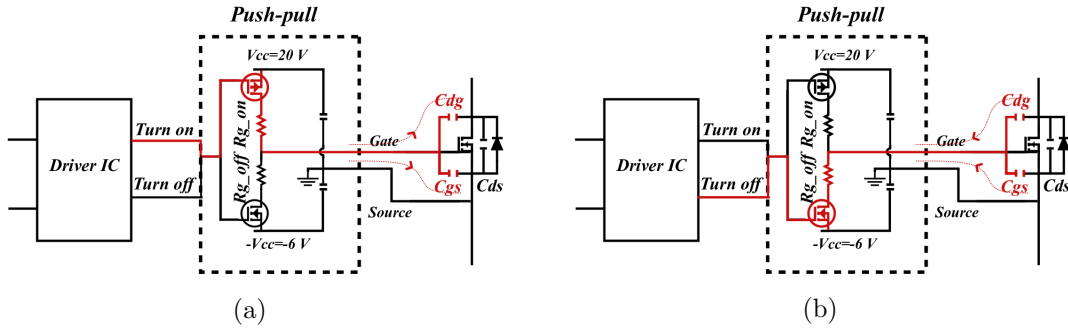 Push-pull
Vcc=20 V
Driver IC
Turn on
Turn off
Rg_on
Rg_off
Gate
Source
Cdg
Cgs
Cds
-Vcc=-6 V
(a)
Push-pull
Vcc=20 V
Driver IC
Turn on
Turn off
Rg_on
Rg_off
Gate
Source
Cdg
Cgs
Cds
-Vcc=-6 V
(b)